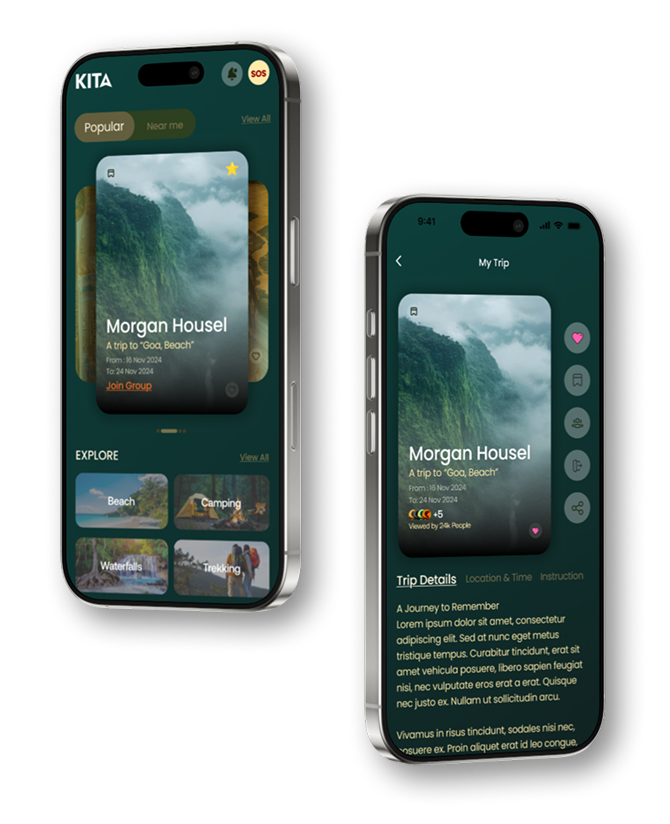 KITA
SOS
Popular
Near me
View All
Morgan Housel
A trip to "Goa, Beach"
From : 16 Nov 2024
To: 24 Nov 2024
Join Group
EXPLORE
View All
Beach
Camping
Waterfalls
Trekking
9:41
My Trip
Morgan Housel
A trip to "Goa, Beach"
From : 16 Nov 2024
To: 24 Nov 2024
+5
Viewed by 24k People
Trip Details
Location & Time
Instruction
A Journey to Remember
Lorem ipsum dolor sit amet, consectetur
adipiscing elit. Sed at nunc eget metus
tristique tempus. Curabitur tincidunt, erat sit
amet vehicula posuere, libero sapien feugiat
nisi, nec vulputate eros erat a erat. Quisque
nec justo ex. Nullam ut sollicitudin arcu.
Vivamus in risus tincidunt, sodales nisi nec,
posuere ex. Proin aliquet erat id leo congue,